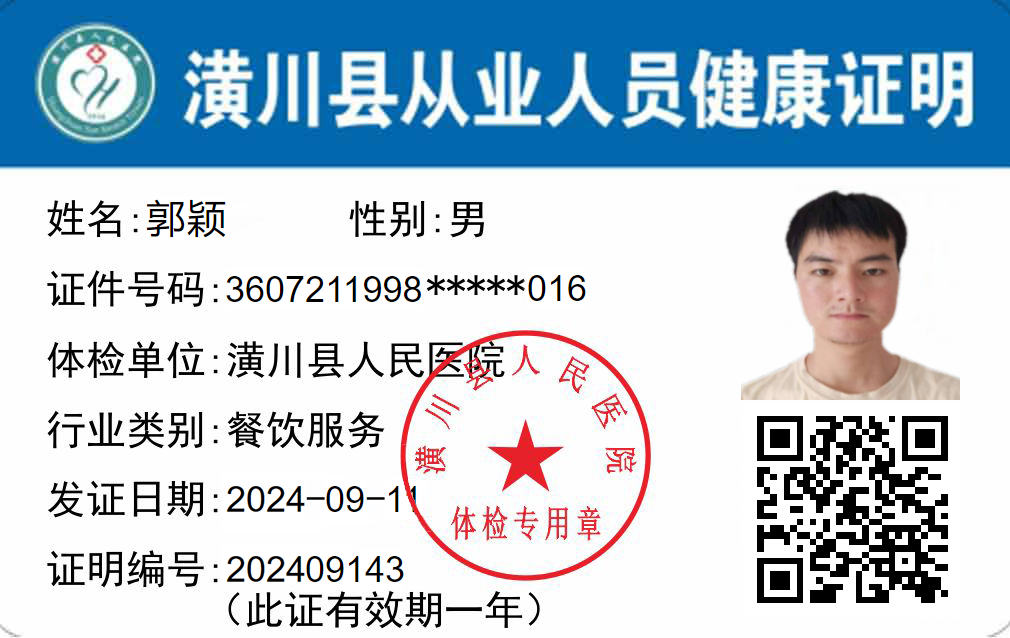 潢川县从业人员健康证明
姓名:郭颖 性别:男
证件号码:3607211998*****016
体检单位:潢川县人民医院
行业类别:餐饮服务
发证日期:2024-09-11
证明编号:202409143
(此证有效期一年)
潢川县人民医院
体检专用章